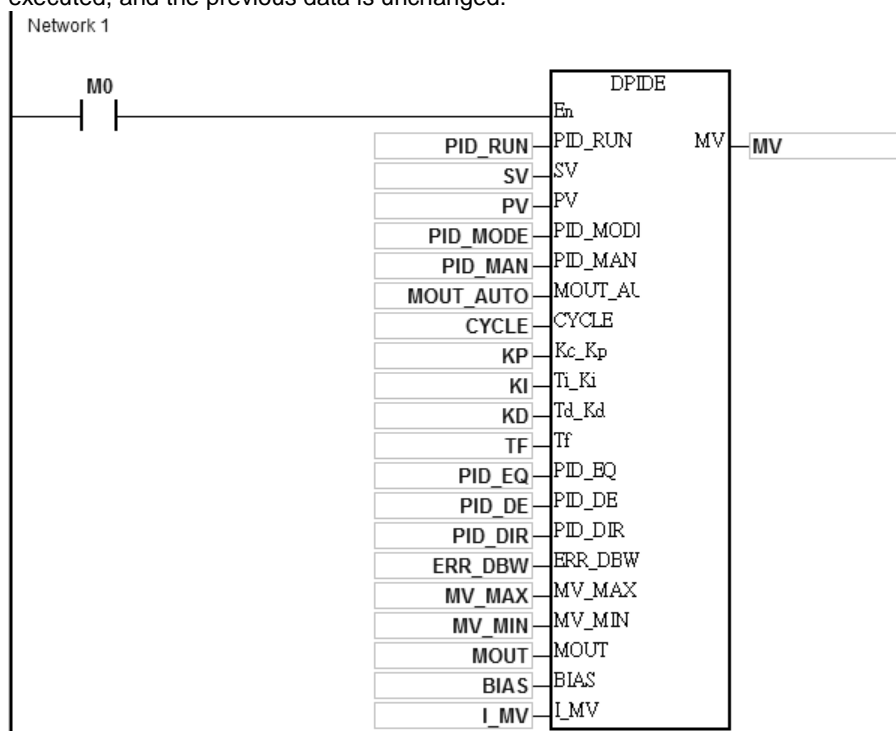 executed, and the previous data is unchanged.
Network 1
M0
DPIDE
En
PID_RUN PID_RUN MV MV
SV SV
PV PV
PID_MODE PID_MODI
PID_MAN PID_MAN
MOUT_AUTO MOUT_AU
CYCLE CYCLE
KP Kc_Kp
KI Ti_Ki
KD Td_Kd
TF Tf
PID_EQ PID_EQ
PID_DE PID_DE
PID_DIR PID_DIR
ERR_DBW ERR_DBW
MV_MAX MV_MAX
MV_MIN MV_MIN
MOUT MOUT
BIAS BIAS
I_MV I_MV